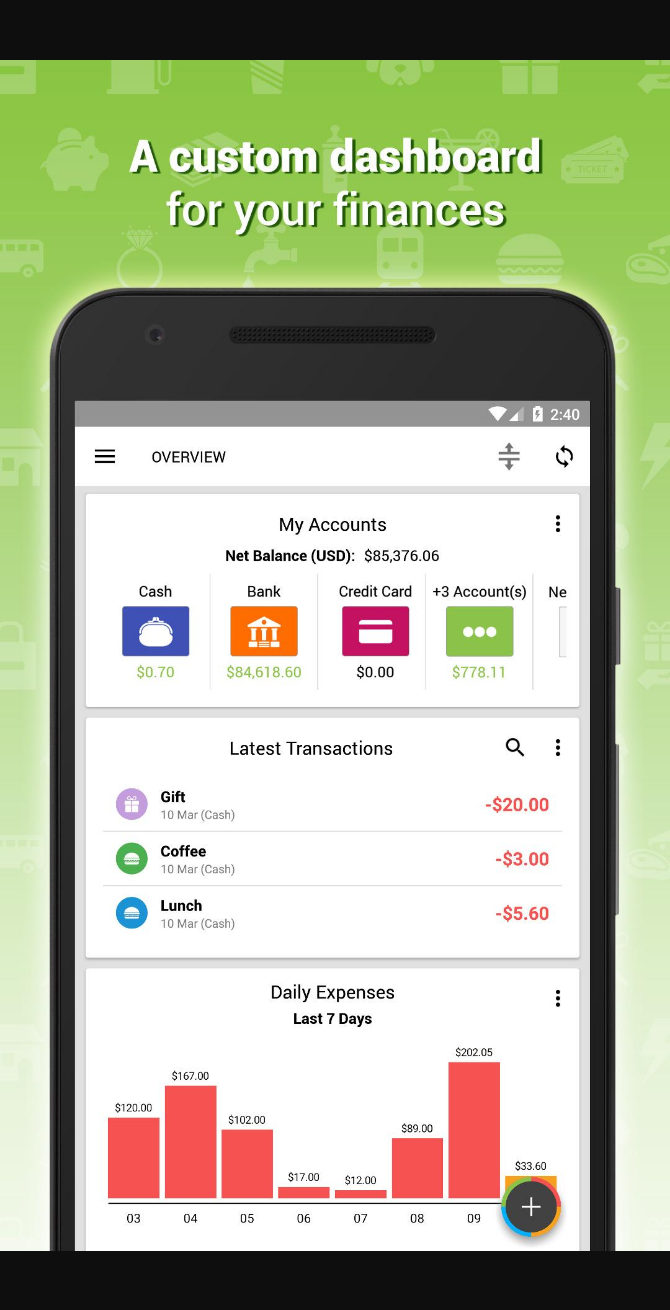 A custom dashboard
for your finances
2:40
OVERVIEW
My Accounts
Net Balance (USD): $85,376.06
Cash Bank Credit Card +3 Account(s) Ne
$0.70 $84,618.60 $0.00 $778.11
Latest Transactions
Gift
10 Mar (Cash)
-$20.00
Coffee
10 Mar (Cash)
-$3.00
Lunch
10 Mar (Cash)
-$5.60
Daily Expenses
Last 7 Days
$120.00 $167.00 $102.00 $17.00 $12.00 $89.00 $202.05 $33.60
03 04 05 06 07 08 09
TICKET